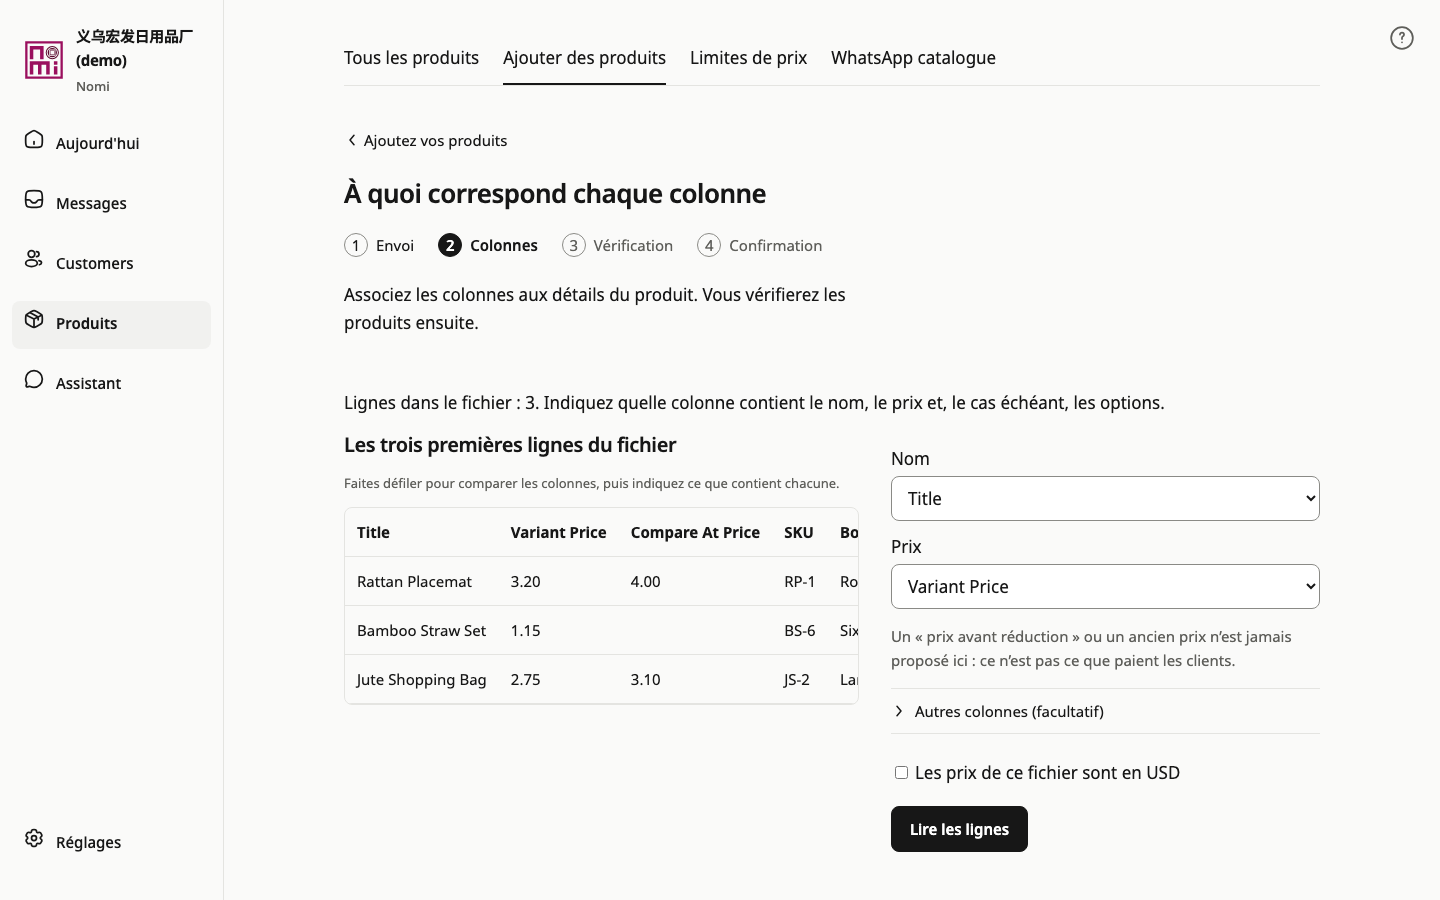 义乌宏发日用品厂
(demo)
Nomi
Aujourd'hui
Messages
Customers
Produits
Assistant
Réglages
Tous les produits
Ajouter des produits
Limites de prix
WhatsApp catalogue
Ajoutez vos produits
À quoi correspond chaque colonne
1 Envoi
2 Colonnes
3 Vérification
4 Confirmation
Associez les colonnes aux détails du produit. Vous vérifierez les
produits ensuite.
Lignes dans le fichier : 3. Indiquez quelle colonne contient le nom, le prix et, le cas échéant, les options.
Les trois premières lignes du fichier
Faites défiler pour comparer les colonnes, puis indiquez ce que contient chacune.
Title Variant Price Compare At Price SKU Bo
Rattan Placemat 3.20 4.00 RP-1 Ro
Bamboo Straw Set 1.15 BS-6 Six
Jute Shopping Bag 2.75 3.10 JS-2 Lar
Nom
Title
Prix
Variant Price
Un « prix avant réduction » ou un ancien prix n’est jamais
proposé ici : ce n’est pas ce que paient les clients.
Autres colonnes (facultatif)
Les prix de ce fichier sont en USD
Lire les lignes